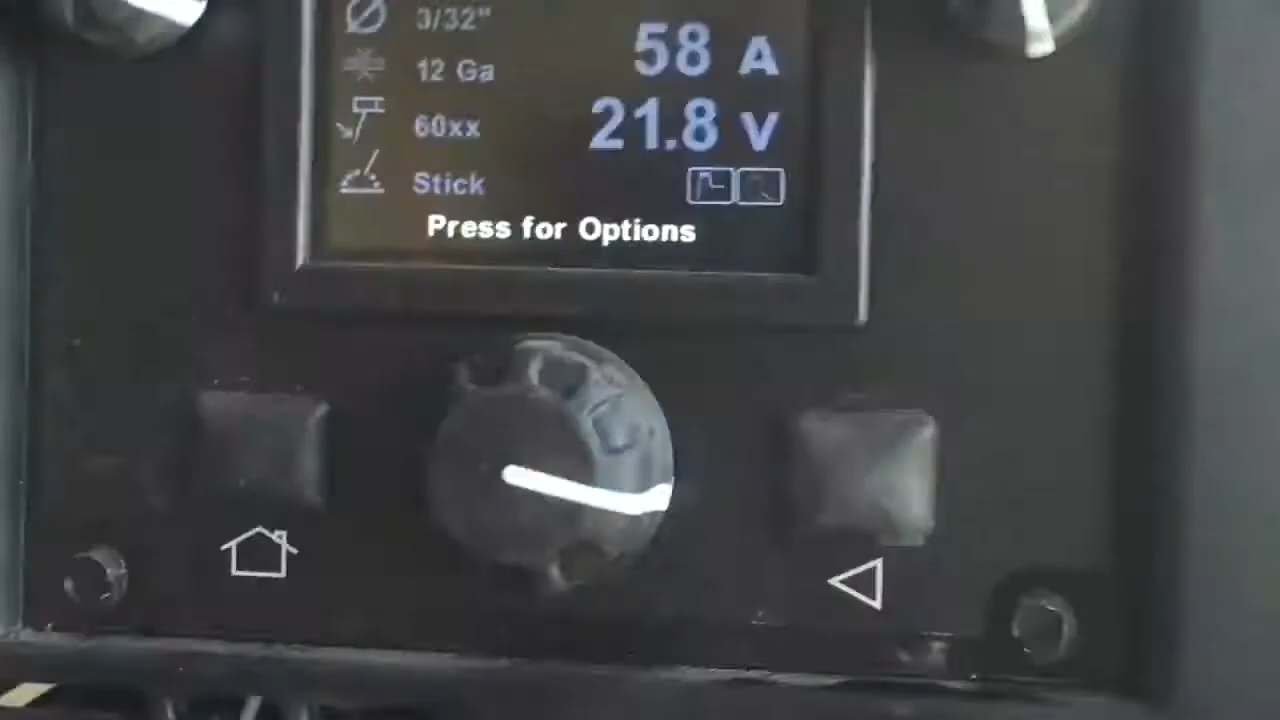 3/32"
58 A
12 Ga
21.8 V
60xx
Stick
Press for Options